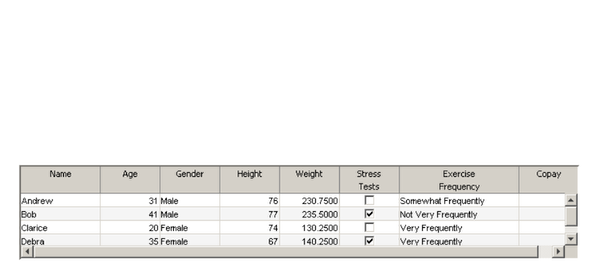 Name Age Gender Height Weight Stress Tests Exercise Frequency Copay
Andrew 31 Male 76 230.7500 Somewhat Frequently
Bob 41 Male 77 235.5000 Not Very Frequently
Clarice 20 Female 74 130.2500 Very Frequently
Debra 35 Female 67 140.2500 Very Frequently